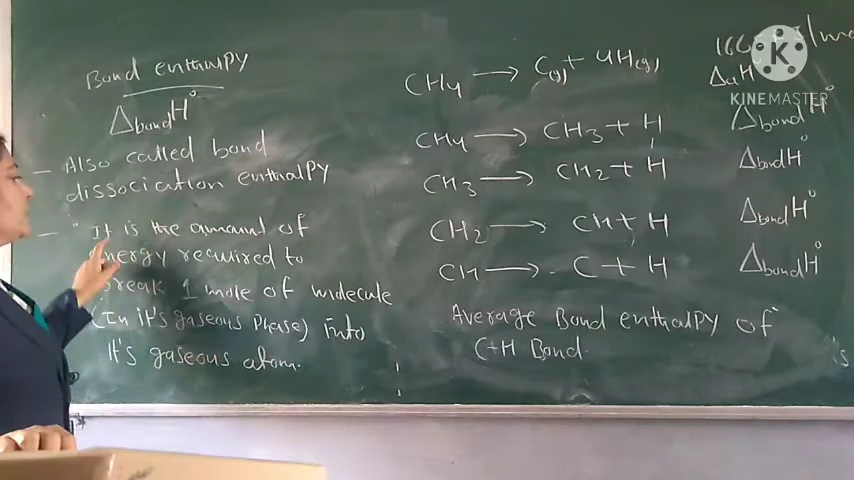 Bond enthalpy
ΔbondH°
– Also called bond
dissociation enthalpy
– " It is the amount of
energy required to
break 1 mole of molecule
(In it's gaseous phase) into
It's gaseous atom.
CH4 → C(g) + 4H(g)
ΔaH°
CH4 → CH3 + H
ΔbondH°
CH3 → CH2 + H
ΔbondH°
CH2 → CH + H
ΔbondH°
CH → C + H
ΔbondH°
Average Bond enthalpy of
C+H Bond.
K
KINEMASTER
's